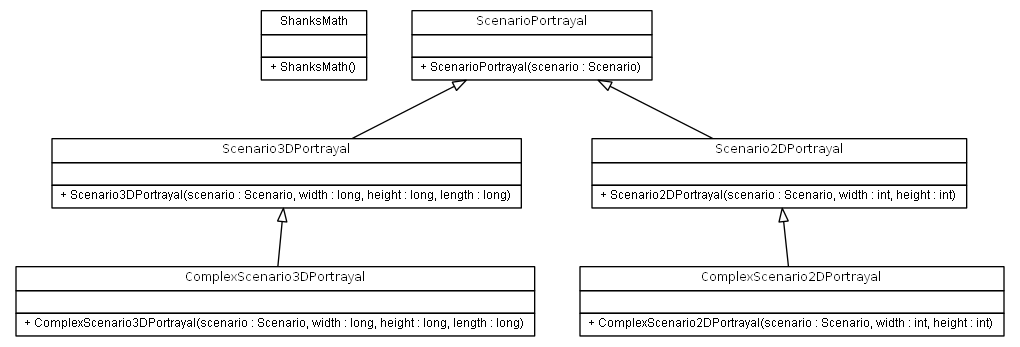 ShanksMath
+ ShanksMath()
ScenarioPortrayal
+ ScenarioPortrayal(scenario : Scenario)
Scenario3DPortrayal
+ Scenario3DPortrayal(scenario : Scenario, width : long, height : long, length : long)
Scenario2DPortrayal
+ Scenario2DPortrayal(scenario : Scenario, width : int, height : int)
ComplexScenario3DPortrayal
+ ComplexScenario3DPortrayal(scenario : Scenario, width : long, height : long, length : long)
ComplexScenario2DPortrayal
+ ComplexScenario2DPortrayal(scenario : Scenario, width : int, height : int)